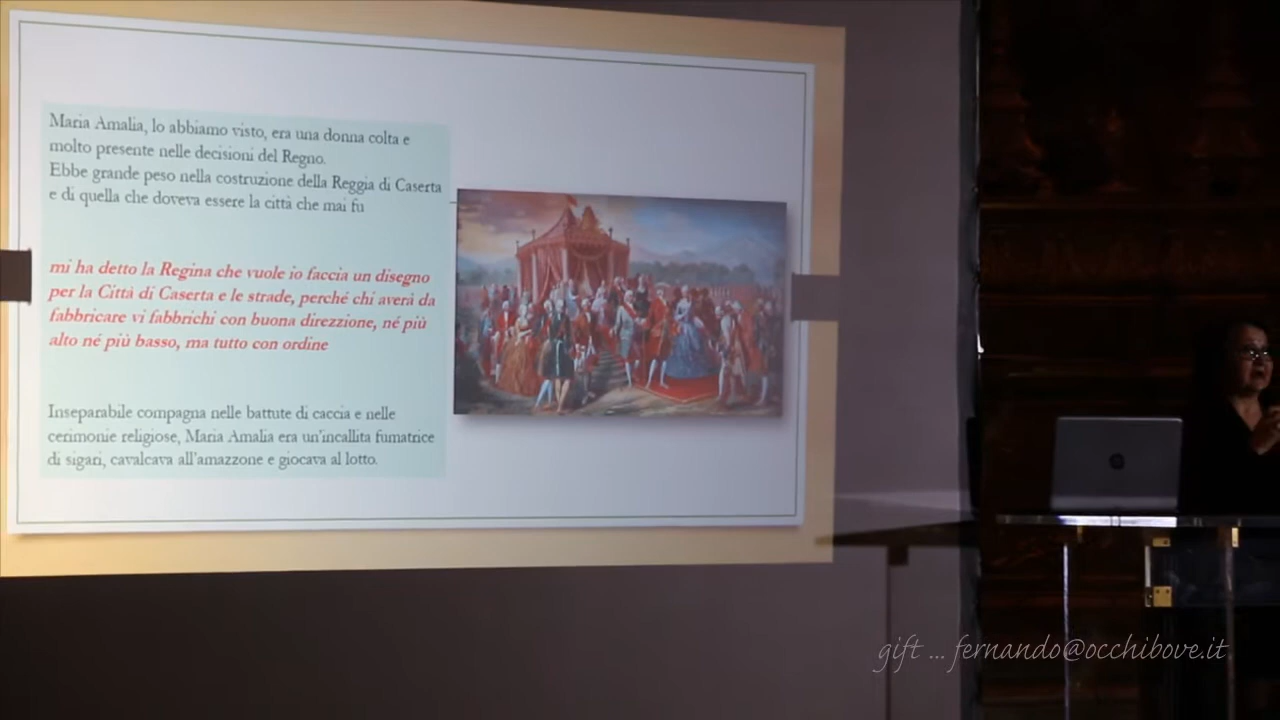 Maria Amalia, lo abbiamo visto, era una donna colta e
molto presente nelle decisioni del Regno.
Ebbe grande peso nella costruzione della Reggia di Caserta
e di quella che doveva essere la città che mai fu
mi ha detto la Regina che vuole io faccia un disegno
per la Città di Caserta e le strade, perché chi averà da
fabbricare vi fabbrichi con buona direzzione, né più
alto né più basso, ma tutto con ordine
Inseparabile compagna nelle battute di caccia e nelle
cerimonie religiose, Maria Amalia era un'incallita fumatrice
di sigari, cavalcava all'amazzone e giocava al lotto.
gift ... fernando@occhibove.it